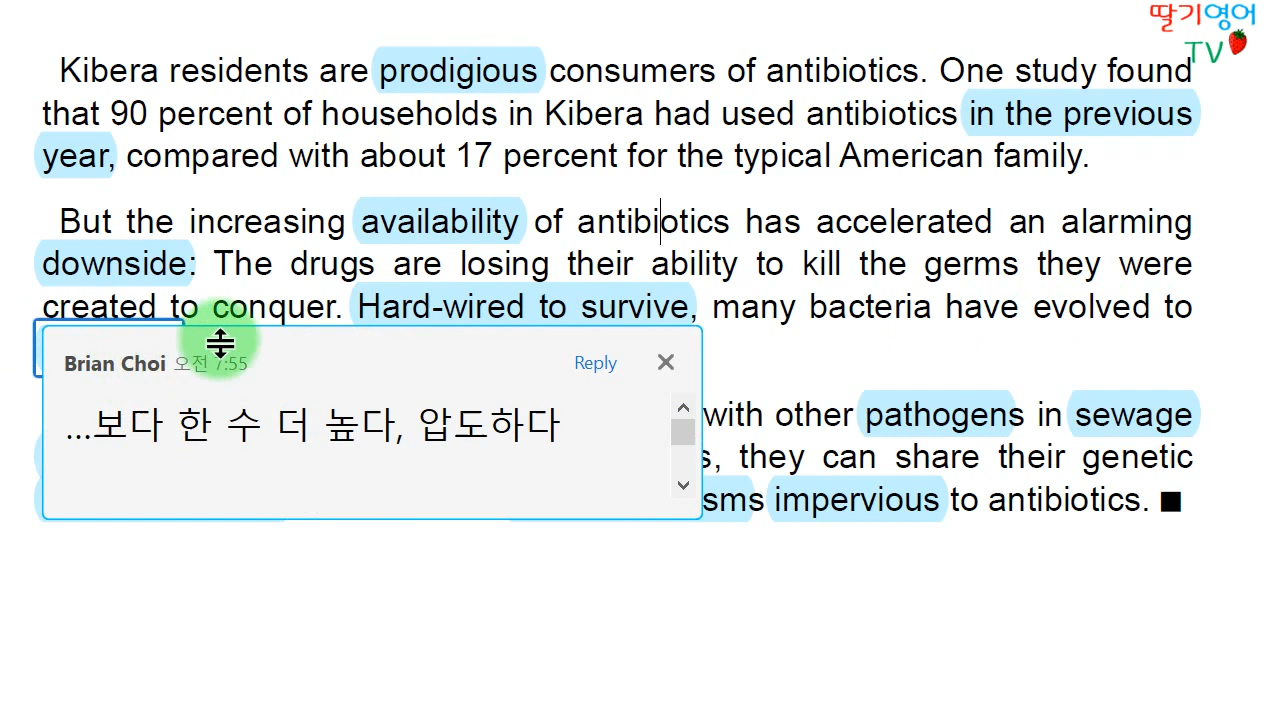 딸기영어
TV
Kibera residents are prodigious consumers of antibiotics. One study found
that 90 percent of households in Kibera had used antibiotics in the previous
year, compared with about 17 percent for the typical American family.
But the increasing availability of antibiotics has accelerated an alarming
downside: The drugs are losing their ability to kill the germs they were
created to conquer. Hard-wired to survive, many bacteria have evolved to
Brian Choi 오전 7:55 Reply
...보다 한 수 더 높다, 압도하다
with other pathogens in sewage
s, they can share their genetic
sms impervious to antibiotics. ■